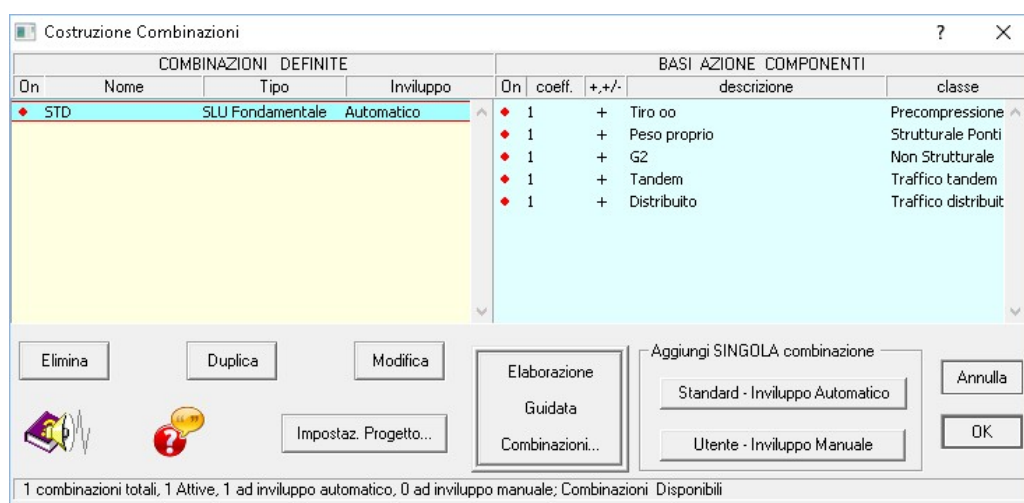 Costruzione Combinazioni
? X
COMBINAZIONI DEFINITE
BASI AZIONE COMPONENTI
On Nome Tipo Inviluppo
On coeff. +,+/- descrizione classe
STD SLU Fondamentale Automatico
1 + Tiro oo Precompressione
1 + Peso proprio Strutturale Ponti
1 + G2 Non Strutturale
1 + Tandem Traffico tandem
1 + Distribuito Traffico distribuit
Elimina
Duplica
Modifica
Elaborazione
Guidata
Combinazioni...
Aggiungi SINGOLA combinazione
Standard - Inviluppo Automatico
Utente - Inviluppo Manuale
Annulla
OK
?
Impostaz. Progetto...
1 combinazioni totali, 1 Attive, 1 ad inviluppo automatico, 0 ad inviluppo manuale; Combinazioni Disponibili